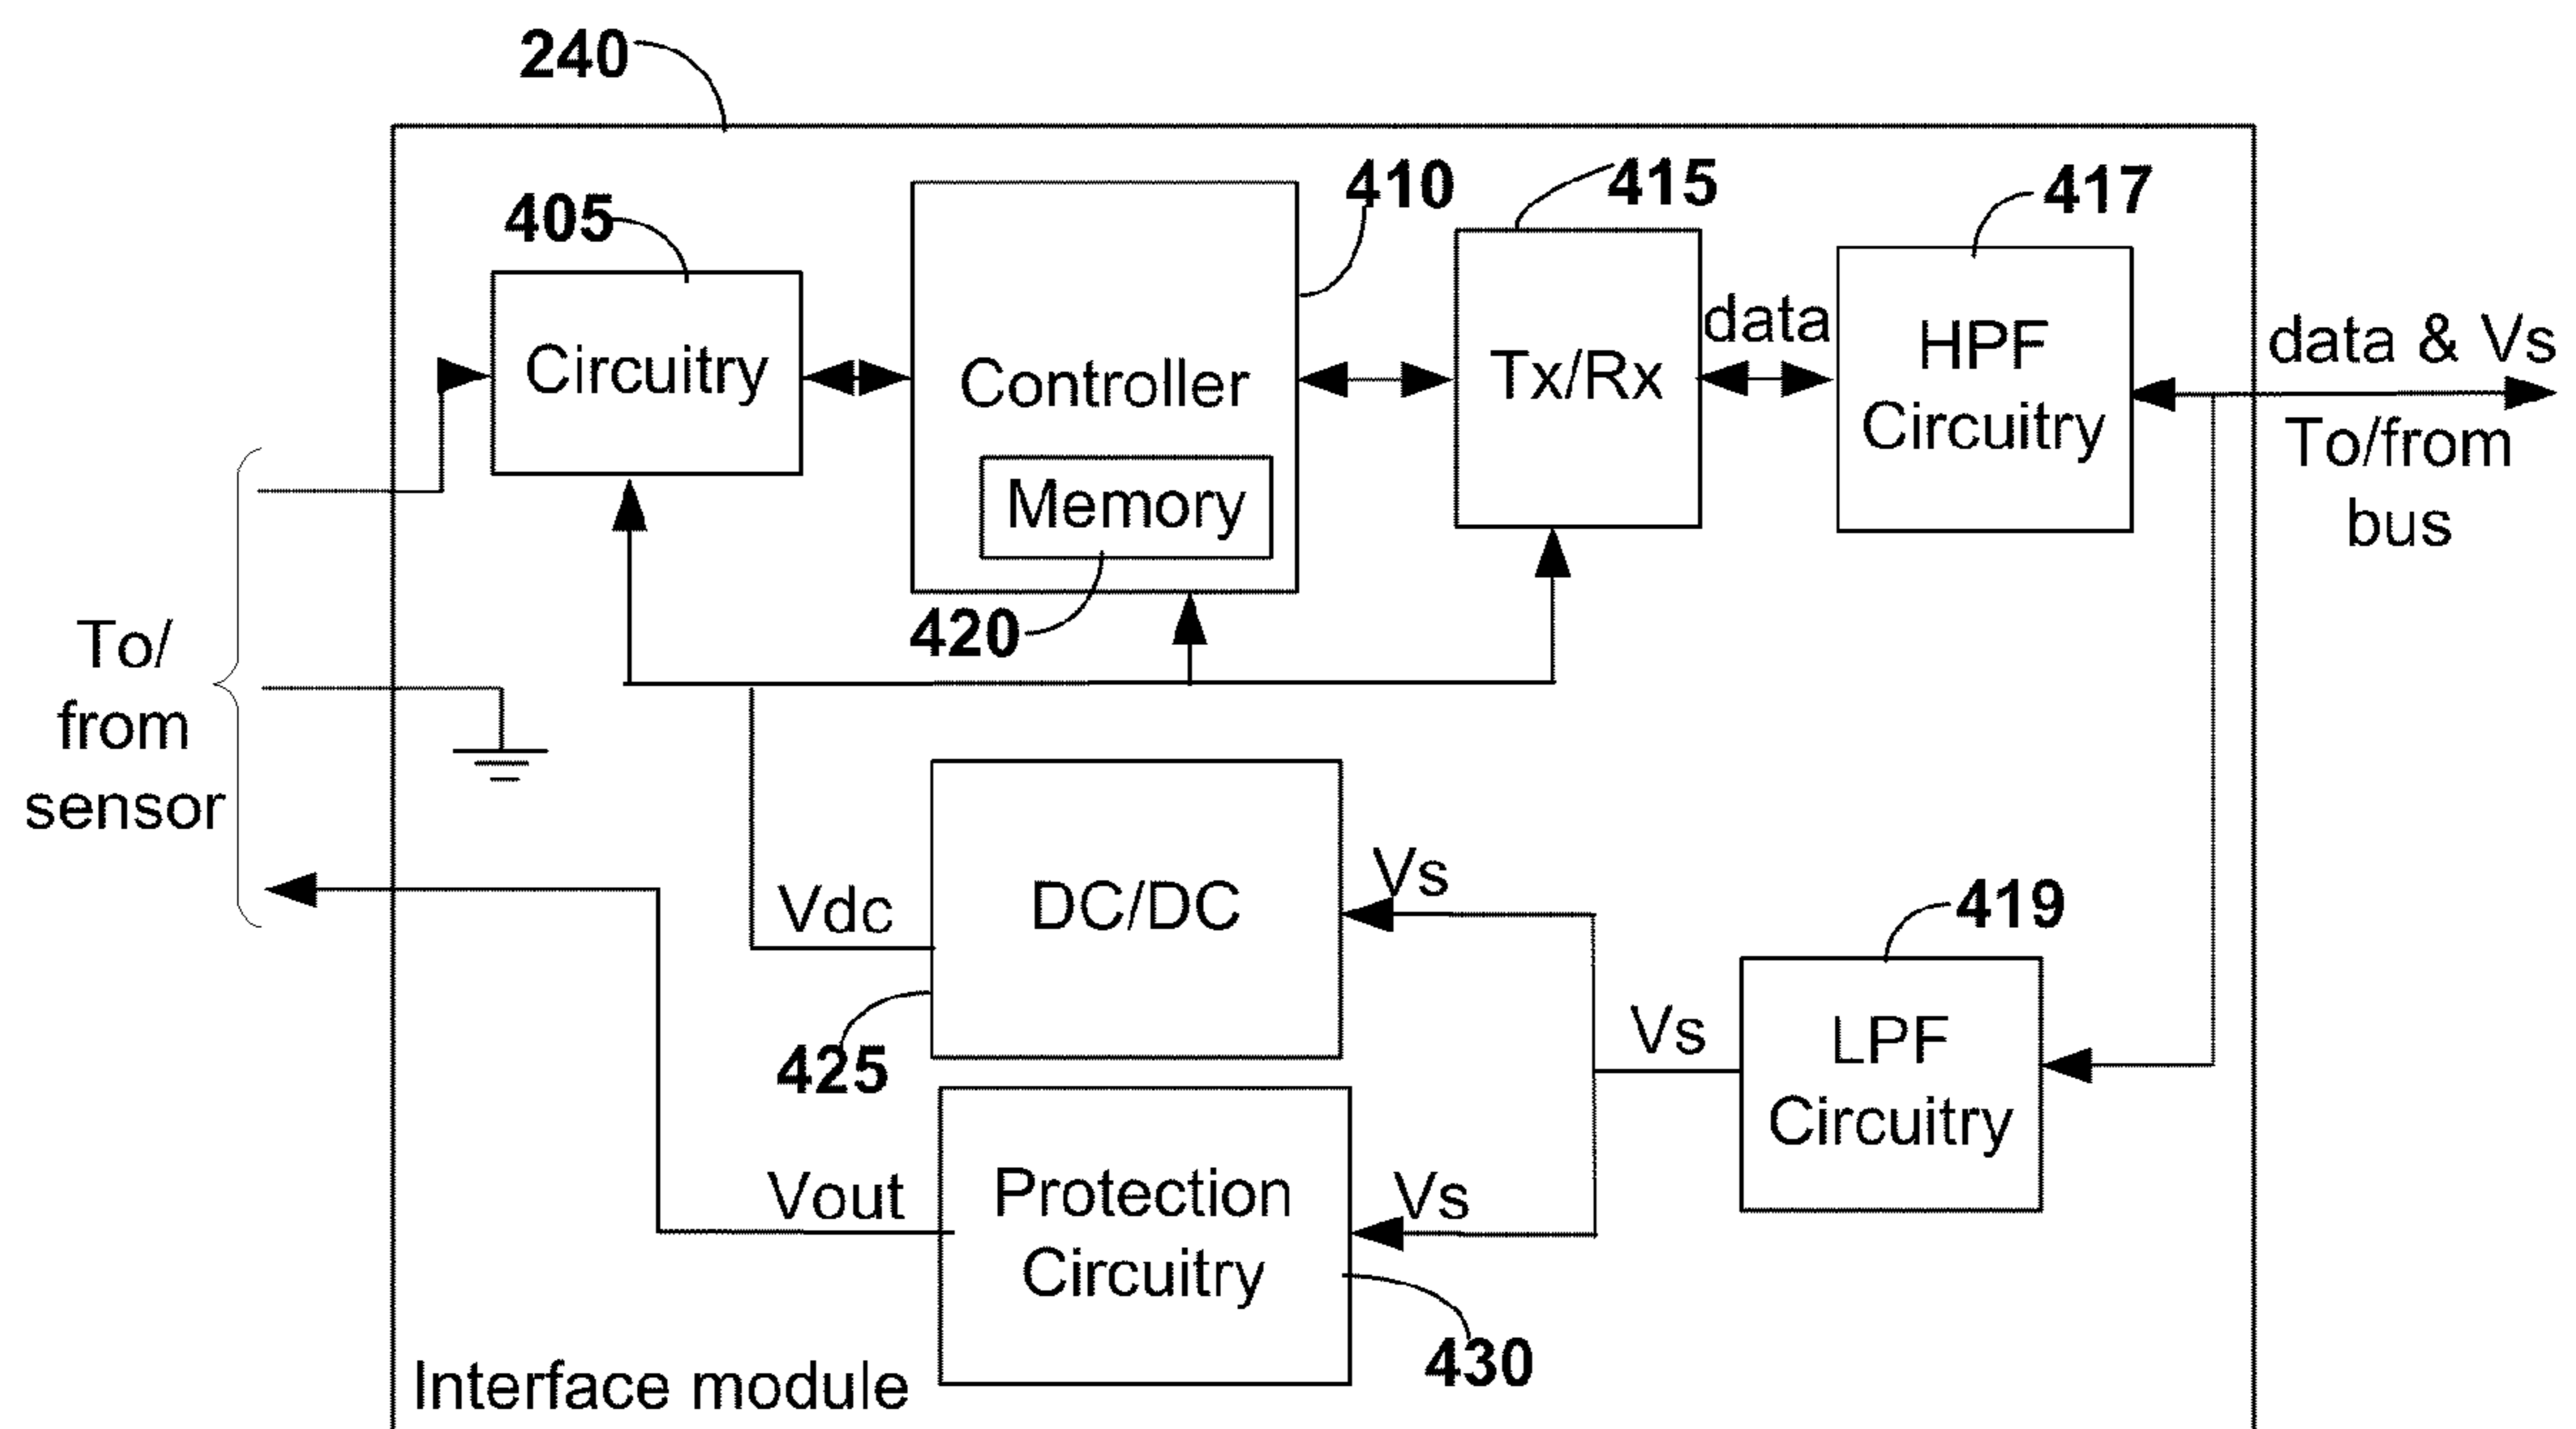 240
405
410
415
417
Circuitry
Controller
Memory
420
Tx/Rx
data
HPF
Circuitry
data & Vs
To/from
bus
To/
from
sensor
Vdc
DC/DC
425
Vs
Vs
419
LPF
Circuitry
Vout
Protection
Circuitry
Vs
430
Interface module